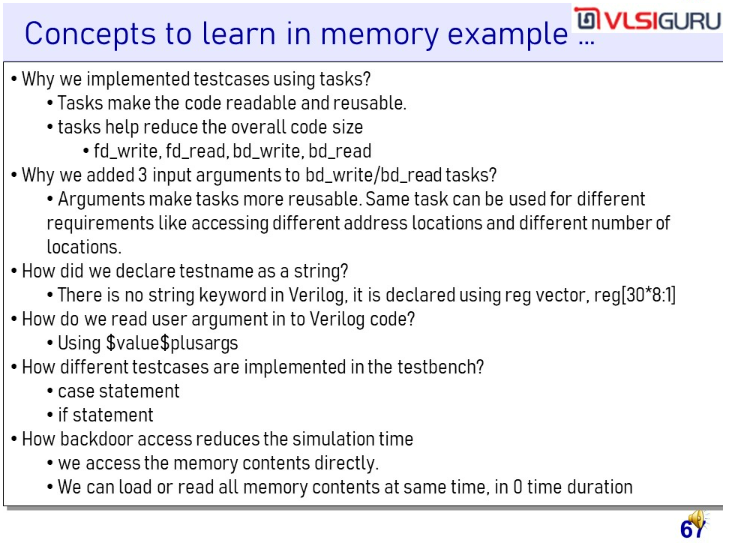 Concepts to learn in memory example ...
VLSIGURU
• Why we implemented testcases using tasks?
• Tasks make the code readable and reusable.
• tasks help reduce the overall code size
• fd_write, fd_read, bd_write, bd_read
• Why we added 3 input arguments to bd_write/bd_read tasks?
• Arguments make tasks more reusable. Same task can be used for different
requirements like accessing different address locations and different number of
locations.
• How did we declare testname as a string?
• There is no string keyword in Verilog, it is declared using reg vector, reg[30*8:1]
• How do we read user argument in to Verilog code?
• Using $value$plusargs
• How different testcases are implemented in the testbench?
• case statement
• if statement
• How backdoor access reduces the simulation time
• we access the memory contents directly.
• We can load or read all memory contents at same time, in 0 time duration
67